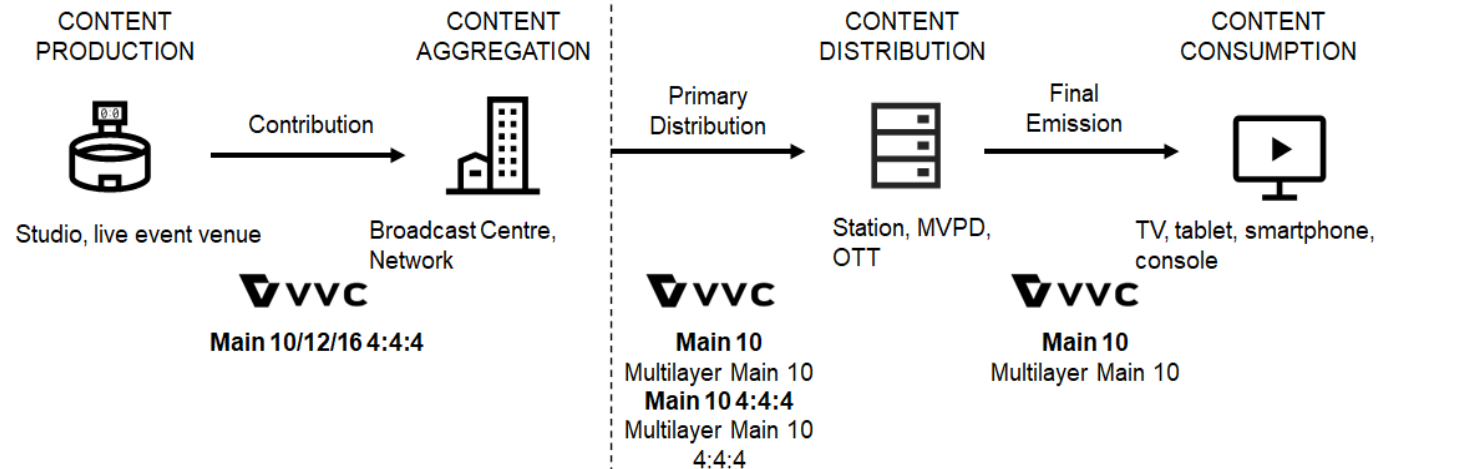 CONTENT
PRODUCTION
CONTENT
AGGREGATION
CONTENT
DISTRIBUTION
CONTENT
CONSUMPTION
0:0
Contribution
Primary
Distribution
Final
Emission
Studio, live event venue
Broadcast Centre,
Network
Station, MVPD,
OTT
TV, tablet, smartphone,
console
VVC
Main 10/12/16 4:4:4
VVC
Main 10
Multilayer Main 10
Main 10 4:4:4
Multilayer Main 10
4:4:4
VVC
Main 10
Multilayer Main 10